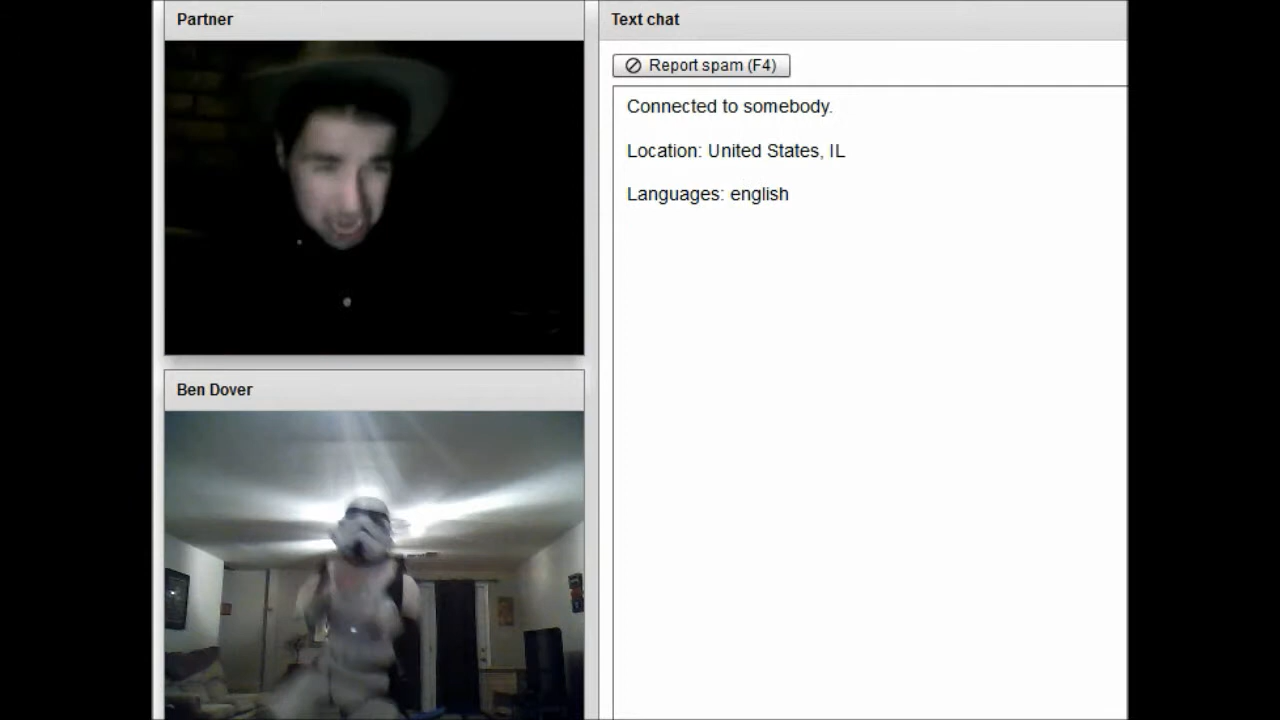 Partner
Text chat
Report spam (F4)
Connected to somebody.
Location: United States, IL
Languages: english
Ben Dover